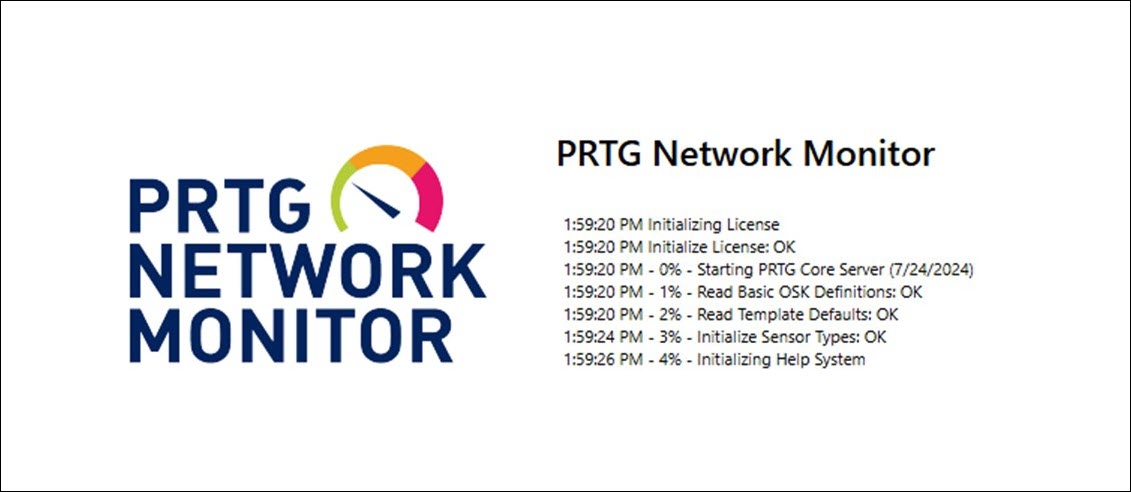 PRTG
NETWORK
MONITOR
PRTG Network Monitor
1:59:20 PM Initializing License
1:59:20 PM Initialize License: OK
1:59:20 PM - 0% - Starting PRTG Core Server (7/24/2024)
1:59:20 PM - 1% - Read Basic OSK Definitions: OK
1:59:20 PM - 2% - Read Template Defaults: OK
1:59:24 PM - 3% - Initialize Sensor Types: OK
1:59:26 PM - 4% - Initializing Help System